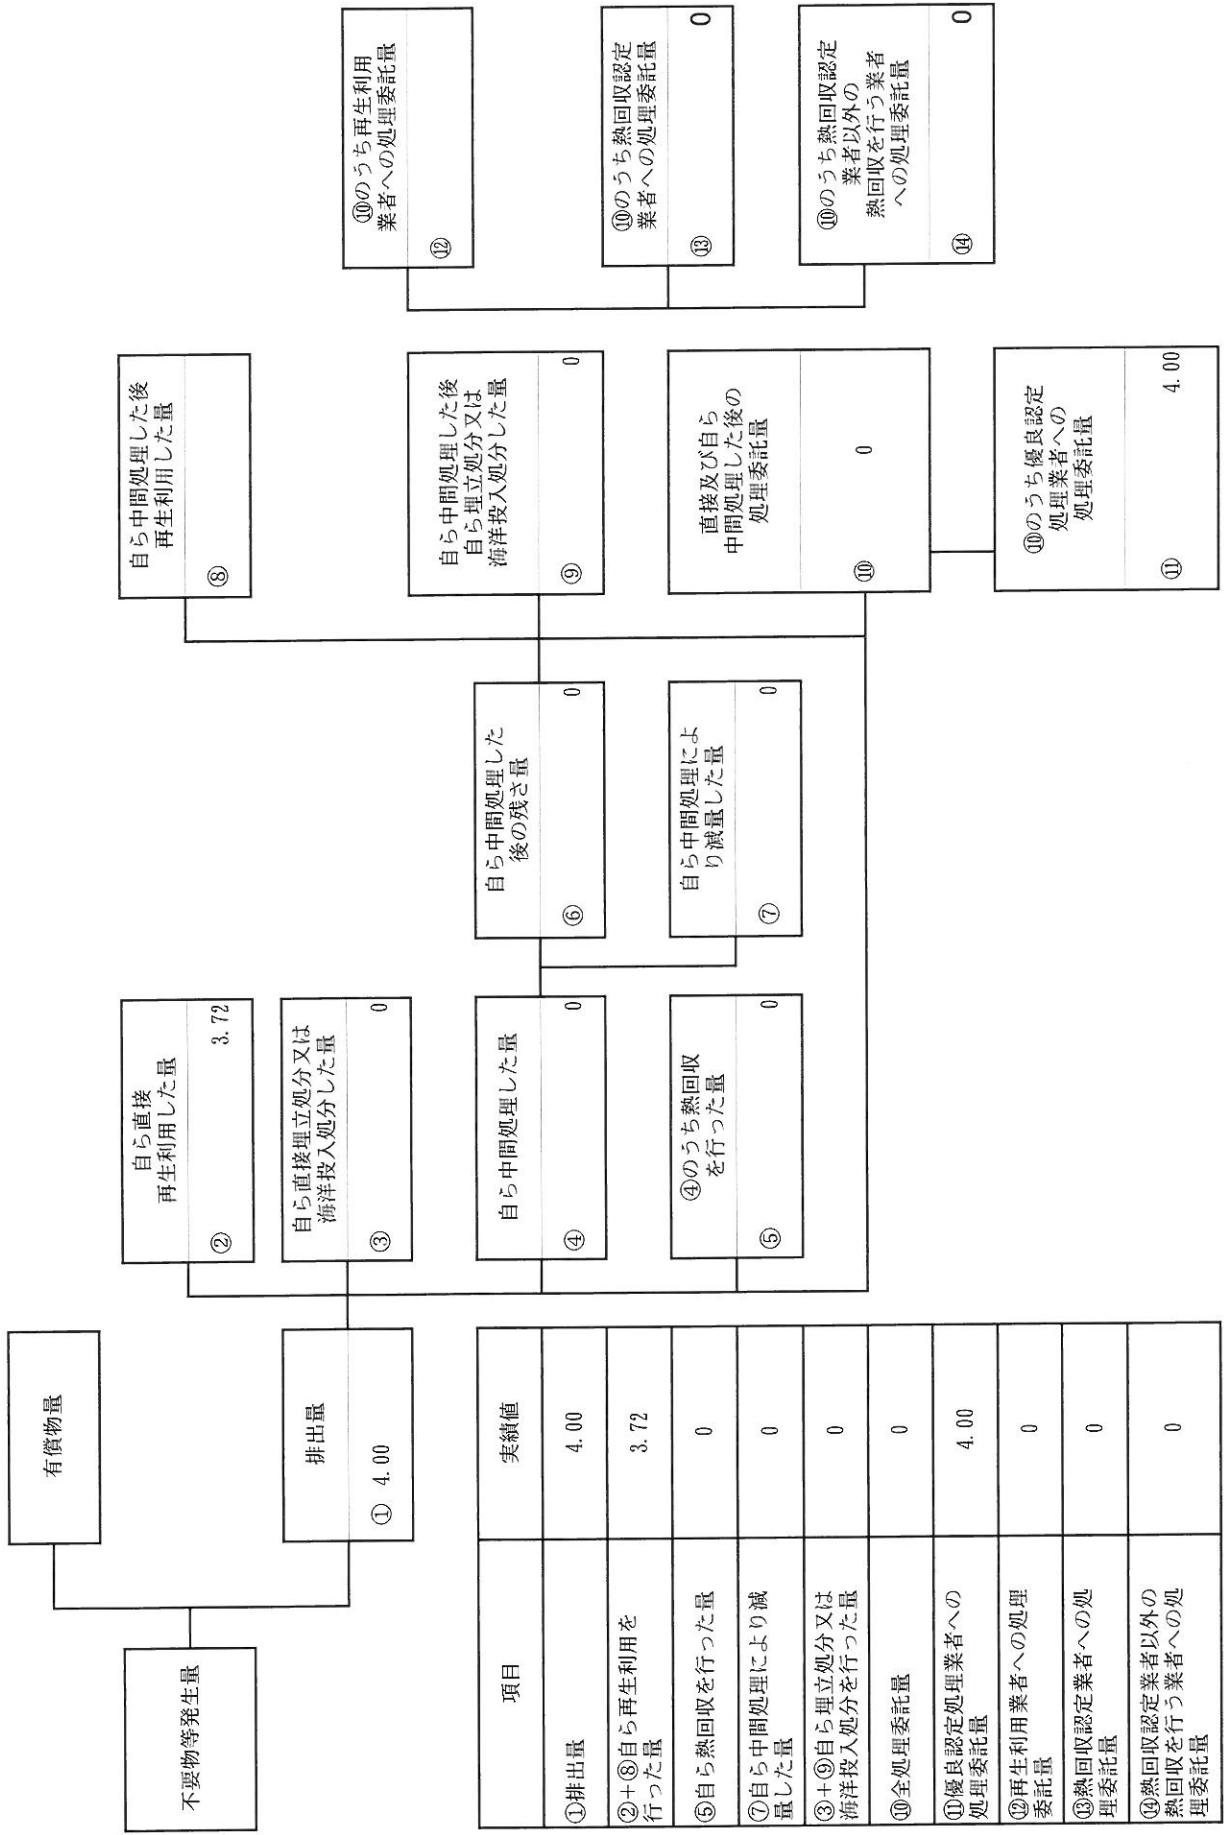 不要物等発生量
有償物量
排出量
① 4.00
自ら直接
再生利用した量
② 3.72
自ら直接埋立処分又は
海洋投入処分した量
③ 0
自ら中間処理した量
④ 0
④のうち熱回収
を行った量
⑤ 0
自ら中間処理した
後の残さ量
⑥ 0
自ら中間処理によ
り減量した量
⑦ 0
自ら中間処理した後
再生利用した量
⑧
自ら中間処理した後
自ら埋立処分又は
海洋投入処分した量
⑨ 0
直接及び自ら
中間処理した後の
処理委託量
⑩ 0
⑩のうち優良認定
処理業者への
処理委託量
⑪ 4.00
⑩のうち再生利用
業者への処理委託量
⑫
⑩のうち熱回収認定
業者への処理委託量
⑬ 0
⑩のうち熱回収認定
業者以外の
熱回収を行う業者
への処理委託量
⑭ 0
項目 実績値
①排出量 4.00
②+⑧自ら再生利用を
行った量 3.72
⑤自ら熱回収を行った量 0
⑦自ら中間処理により減
量した量 0
③+⑨自ら埋立処分又は
海洋投入処分を行った量 0
⑩全処理委託量 0
⑪優良認定処理業者への
処理委託量 4.00
⑫再生利用業者への処理
委託量 0
⑬熱回収認定業者への処
理委託量 0
⑭熱回収認定業者以外の
熱回収を行う業者への処
理委託量 0